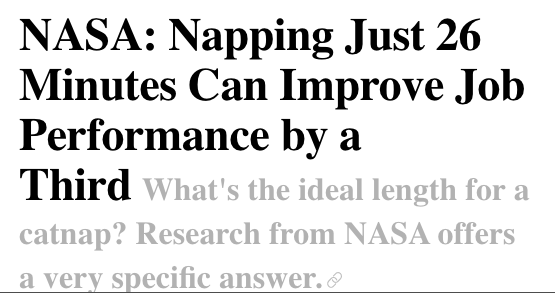 NASA: Napping Just 26
Minutes Can Improve Job
Performance by a
Third What's the ideal length for a
catnap? Research from NASA offers
a very specific answer.